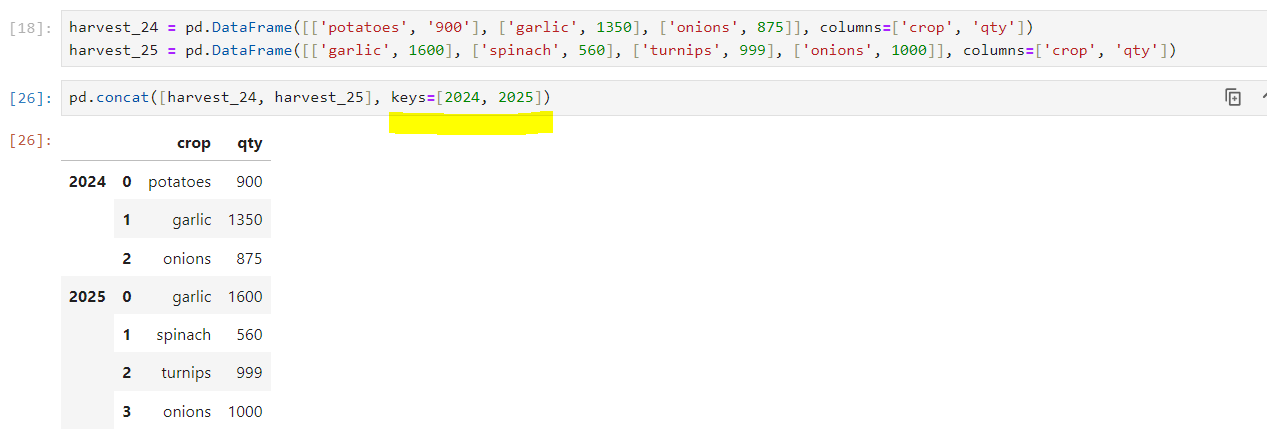 [18]: harvest_24 = pd.DataFrame([['potatoes', '900'], ['garlic', 1350], ['onions', 875]], columns=['crop', 'qty'])
harvest_25 = pd.DataFrame([['garlic', 1600], ['spinach', 560], ['turnips', 999], ['onions', 1000]], columns=['crop', 'qty'])
[26]: pd.concat([harvest_24, harvest_25], keys=[2024, 2025])
[26]:
crop qty
2024 0 potatoes 900
1 garlic 1350
2 onions 875
2025 0 garlic 1600
1 spinach 560
2 turnips 999
3 onions 1000